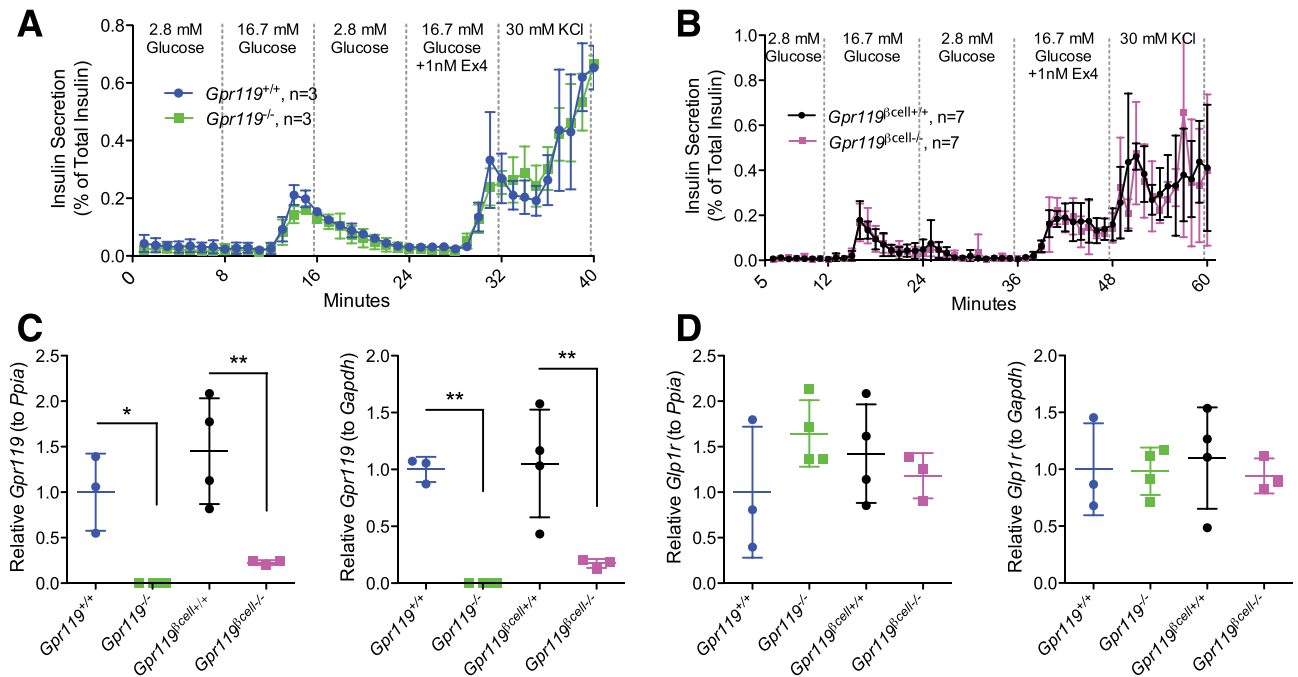 A
0.8
0.6
0.4
0.2
0.0
Insulin Secretion
(% of Total Insulin)
2.8 mM
Glucose
16.7 mM
Glucose
2.8 mM
Glucose
16.7 mM
Glucose
+1nM Ex4
30 mM KCl
Gpr119+/+, n=3
Gpr119-/-, n=3
0
8
16
24
32
40
Minutes
B
1.0
0.8
0.6
0.4
0.2
0.0
Insulin Secretion
(% of Total Insulin)
2.8 mM
Glucose
16.7 mM
Glucose
2.8 mM
Glucose
16.7 mM
Glucose
+1nM Ex4
30 mM KCl
Gpr119βcell+/+, n=7
Gpr119βcell-/-, n=7
5
12
24
36
48
60
Minutes
C
Relative Gpr119 (to Ppia)
2.5
2.0
1.5
1.0
0.5
0.0
*
**
Gpr119+/+
Gpr119-/-
Gpr119βcell+/+
Gpr119βcell-/-
Relative Gpr119 (to Gapdh)
2.0
1.5
1.0
0.5
0.0
**
**
Gpr119+/+
Gpr119-/-
Gpr119βcell+/+
Gpr119βcell-/-
D
Relative Glp1r (to Ppia)
2.5
2.0
1.5
1.0
0.5
0.0
Gpr119+/+
Gpr119-/-
Gpr119βcell+/+
Gpr119βcell-/-
Relative Glp1r (to Gapdh)
2.0
1.5
1.0
0.5
0.0
Gpr119+/+
Gpr119-/-
Gpr119βcell+/+
Gpr119βcell-/-